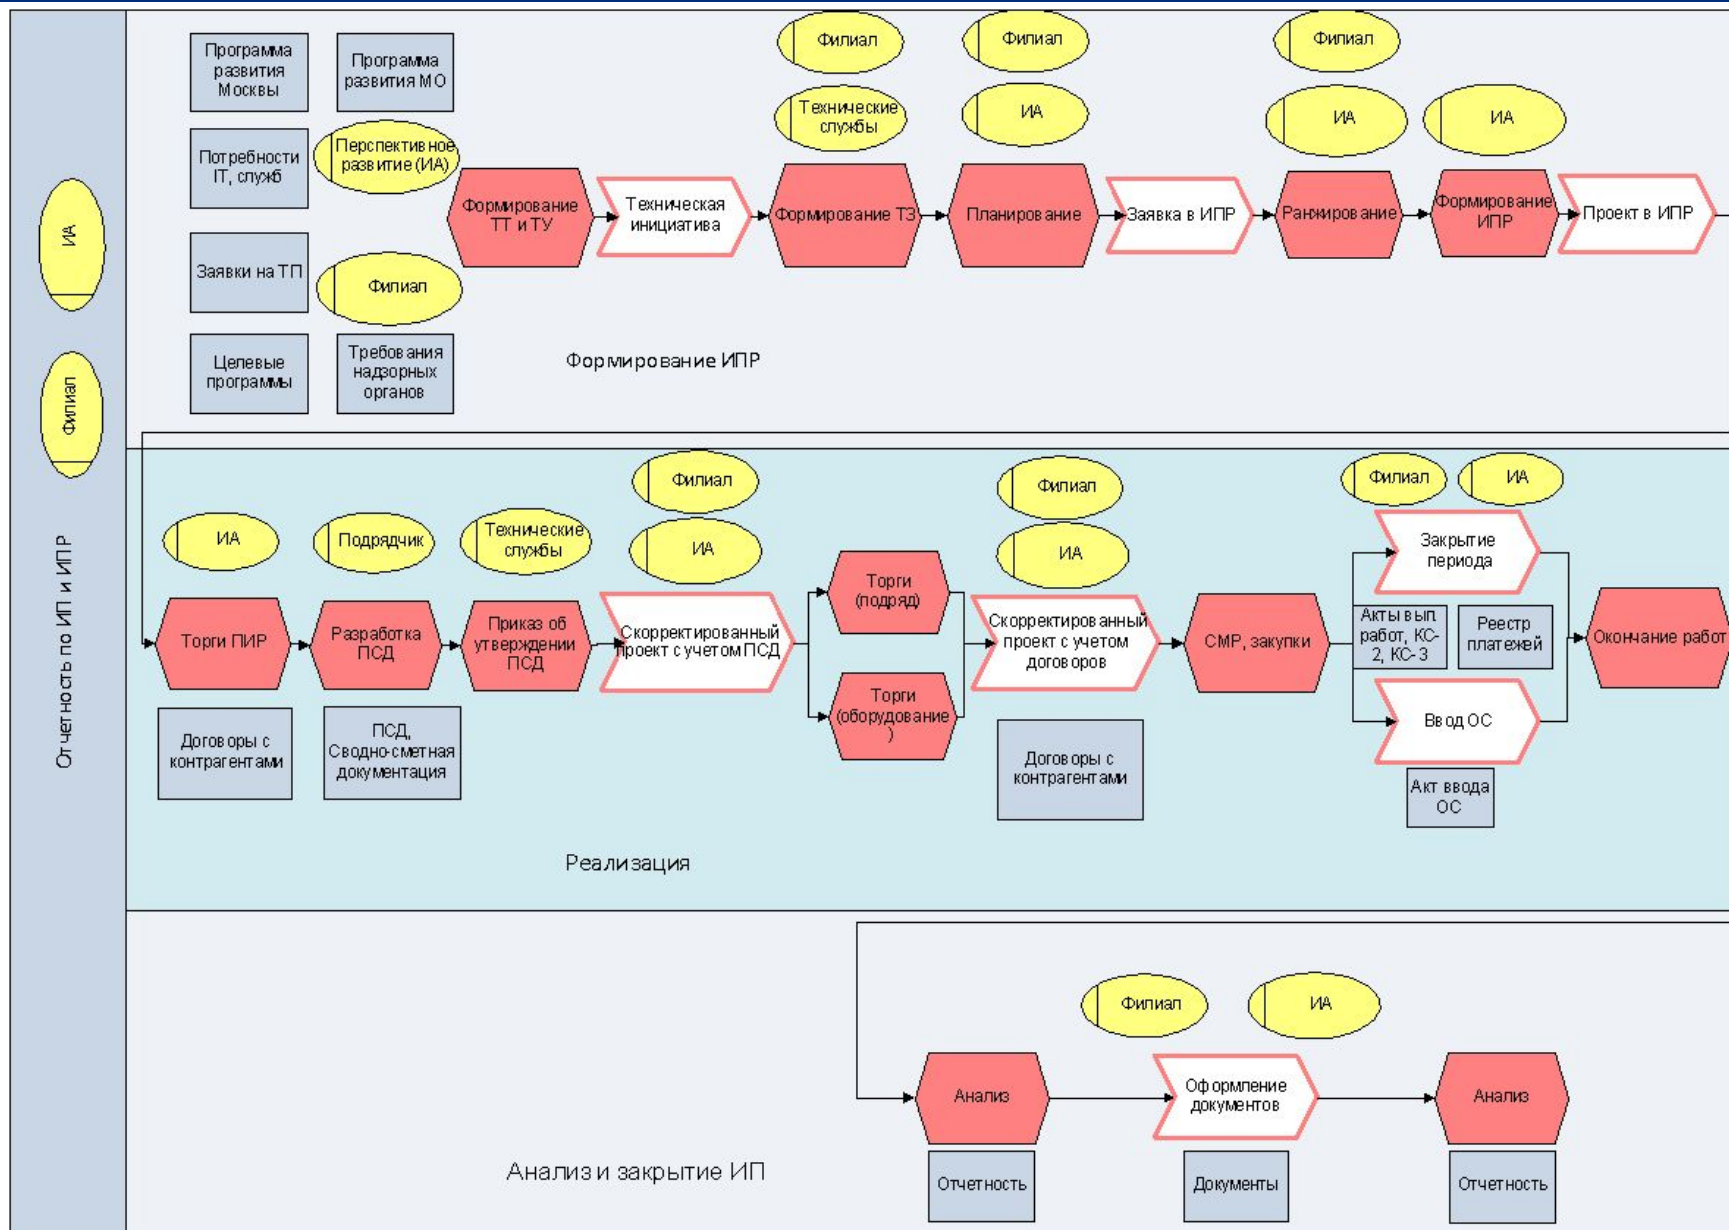 ИА
Филиал
Отчетность по ИП и ИПР
Программа
развития
Москвы
Программа
развития МО
Потребности
IT, служб
Перспективное
развитие (ИА)
Заявки на ТП
Филиал
Целевые
программы
Требования
надзорных
органов
Формирование
ТТ и ТУ
Техническая
инициатива
Филиал
Технические
службы
Формирование ТЗ
Филиал
ИА
Планирование
Заявка в ИПР
Филиал
ИА
Ранжирование
ИА
Формирование
ИПР
Проект в ИПР
Формирование ИПР
ИА
Торги ПИР
Договоры с
контрагентами
Подрядчик
Разработка
ПСД
ПСД,
Сводно-сметная
документация
Технические
службы
Приказ об
утверждении
ПСД
Филиал
ИА
Скорректированный
проект с учетом ПСД
Торги
(подряд)
Торги
(оборудование
)
Филиал
ИА
Скорректированный
проект с учетом
договоров
Договоры с
контрагентами
СМР, закупки
Филиал
ИА
Закрытие
периода
Акты вып.
работ, КС-
2, КС-3
Реестр
платежей
Ввод ОС
Акт ввода
ОС
Окончание работ
Реализация
Филиал
ИА
Анализ
Оформление
документов
Анализ
Отчетность
Документы
Отчетность
Анализ и закрытие ИП